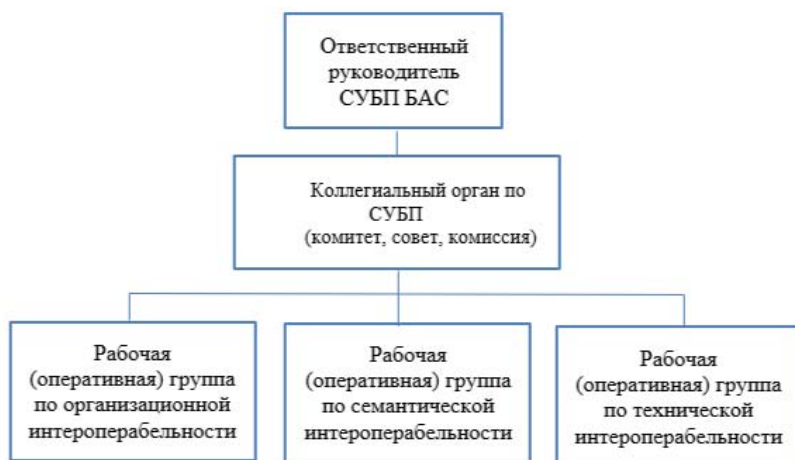 Ответственный
руководитель
СУБП БАС
Коллегиальный орган по
СУБП
(комитет, совет, комиссия)
Рабочая
(оперативная) группа
по организационной
интероперабельности
Рабочая
(оперативная) группа
по семантической
интероперабельности
Рабочая
(оперативная) группа
по технической
интероперабельности